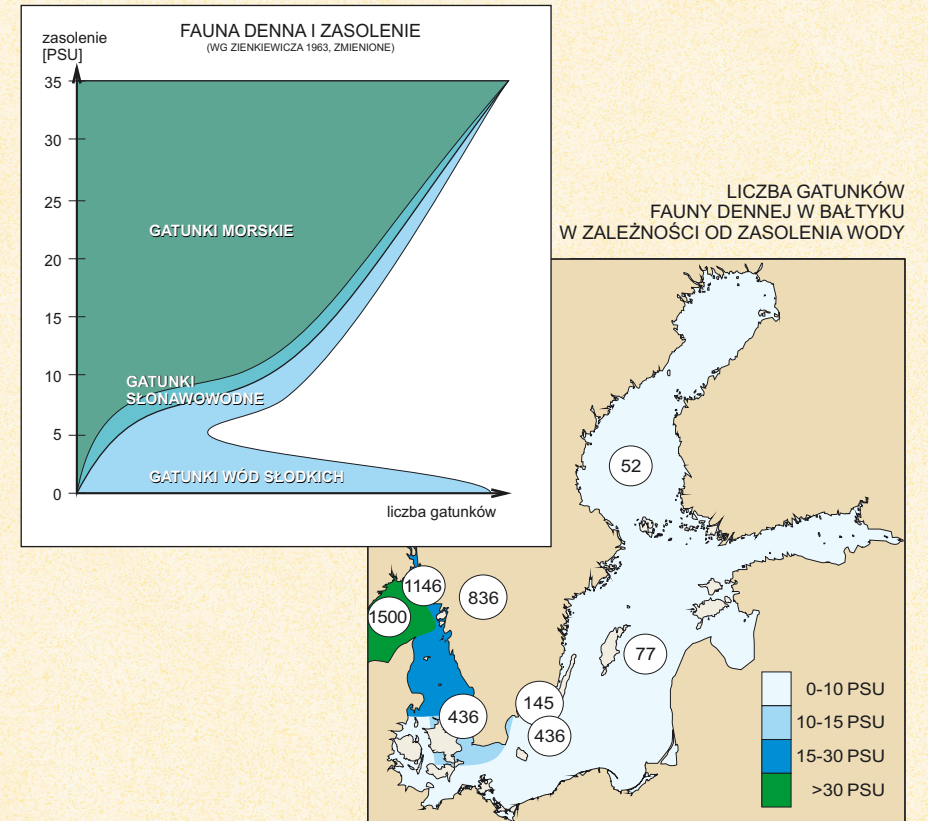 FAUNA DENNA I ZASOLENIE
(WG ZIENKIEWICZA 1963, ZMIENIONE)
zasolenie
[PSU]
35
30
25
20
15
10
5
0
GATUNKI MORSKIE
GATUNKI
SŁONAWOWODNE
GATUNKI WÓD SŁODKICH
liczba gatunków
LICZBA GATUNKÓW
FAUNY DENNEJ W BAŁTYKU
W ZALEŻNOŚCI OD ZASOLENIA WODY
52
1146
836
1500
77
145
436
436
0-10 PSU
10-15 PSU
15-30 PSU
>30 PSU